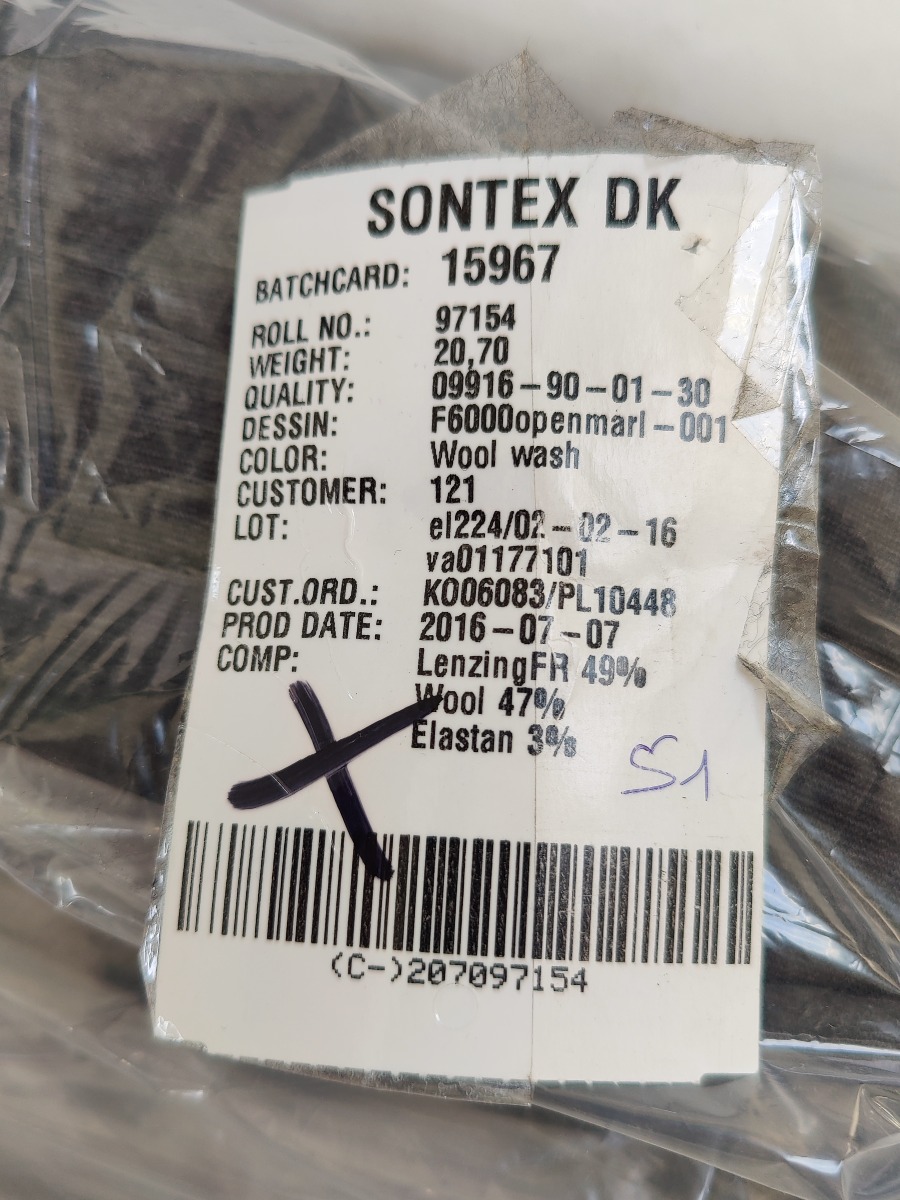 SONTEX DK
BATCHCARD: 15967
ROLL NO.: 97154
WEIGHT: 20,70
QUALITY: 09916-90-01-30
DESSIN: F6000openmarl-001
COLOR: Wool wash
CUSTOMER: 121
LOT: el224/02-02-16
va01177101
CUST.ORD.: KO06083/PL10448
PROD DATE: 2016-07-07
COMP: LenzingFR 49%
Wool 47%
Elastan 3%
S1
(C-)207097154